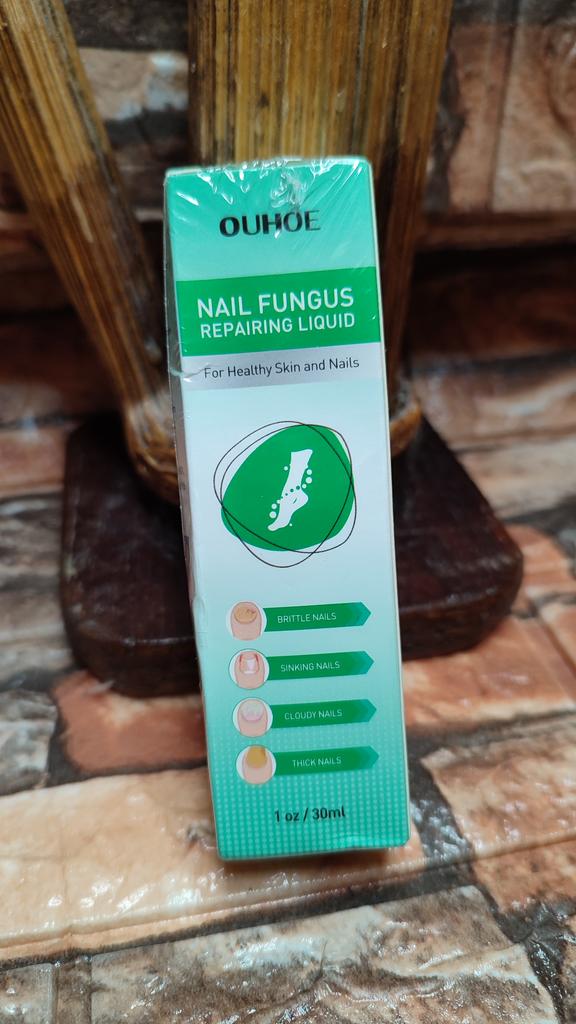 OUHOE
NAIL FUNGUS
REPAIRING LIQUID
For Healthy Skin and Nails
BRITTLE NAILS
SINKING NAILS
CLOUDY NAILS
THICK NAILS
1 oz / 30ml